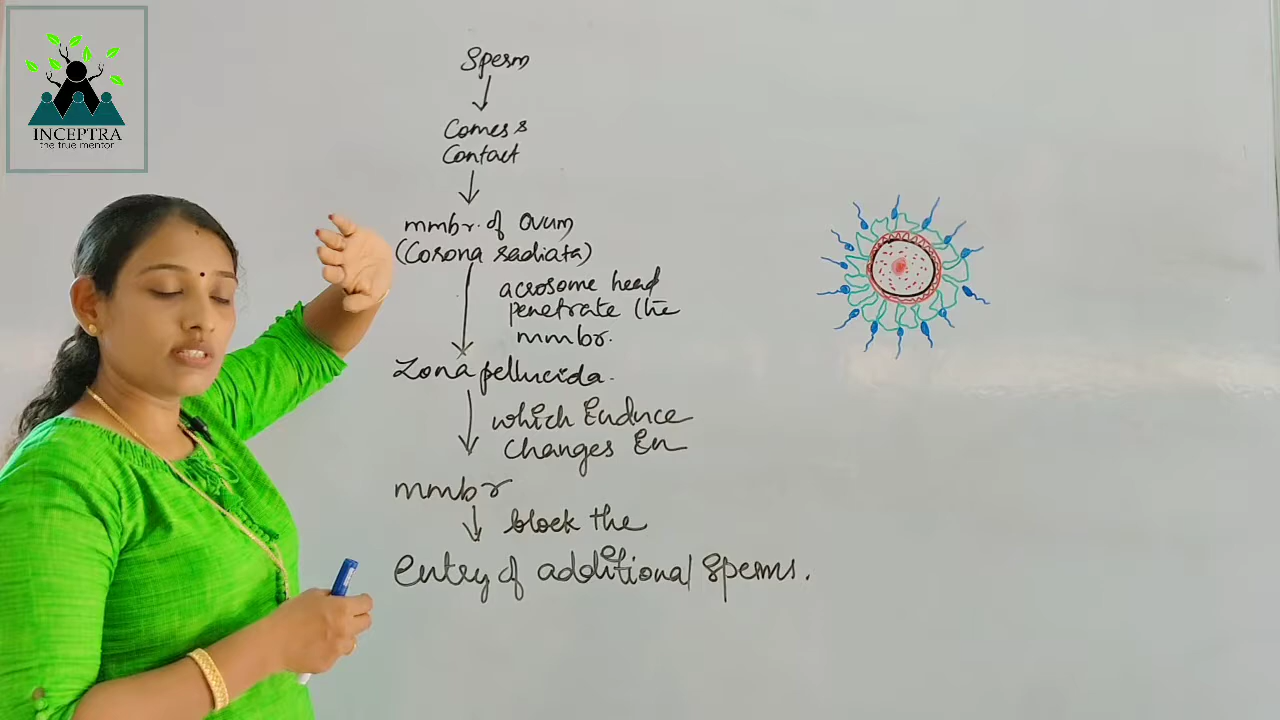 INCEPTRA
the true mentor
Sperm
Comes &
Contact
mmbr. of ovum
(Corona radiata)
acrosome head
penetrate the
mmbr.
Zona pellucida.
which induce
changes in
mmbr
block the
entry of additional sperms.